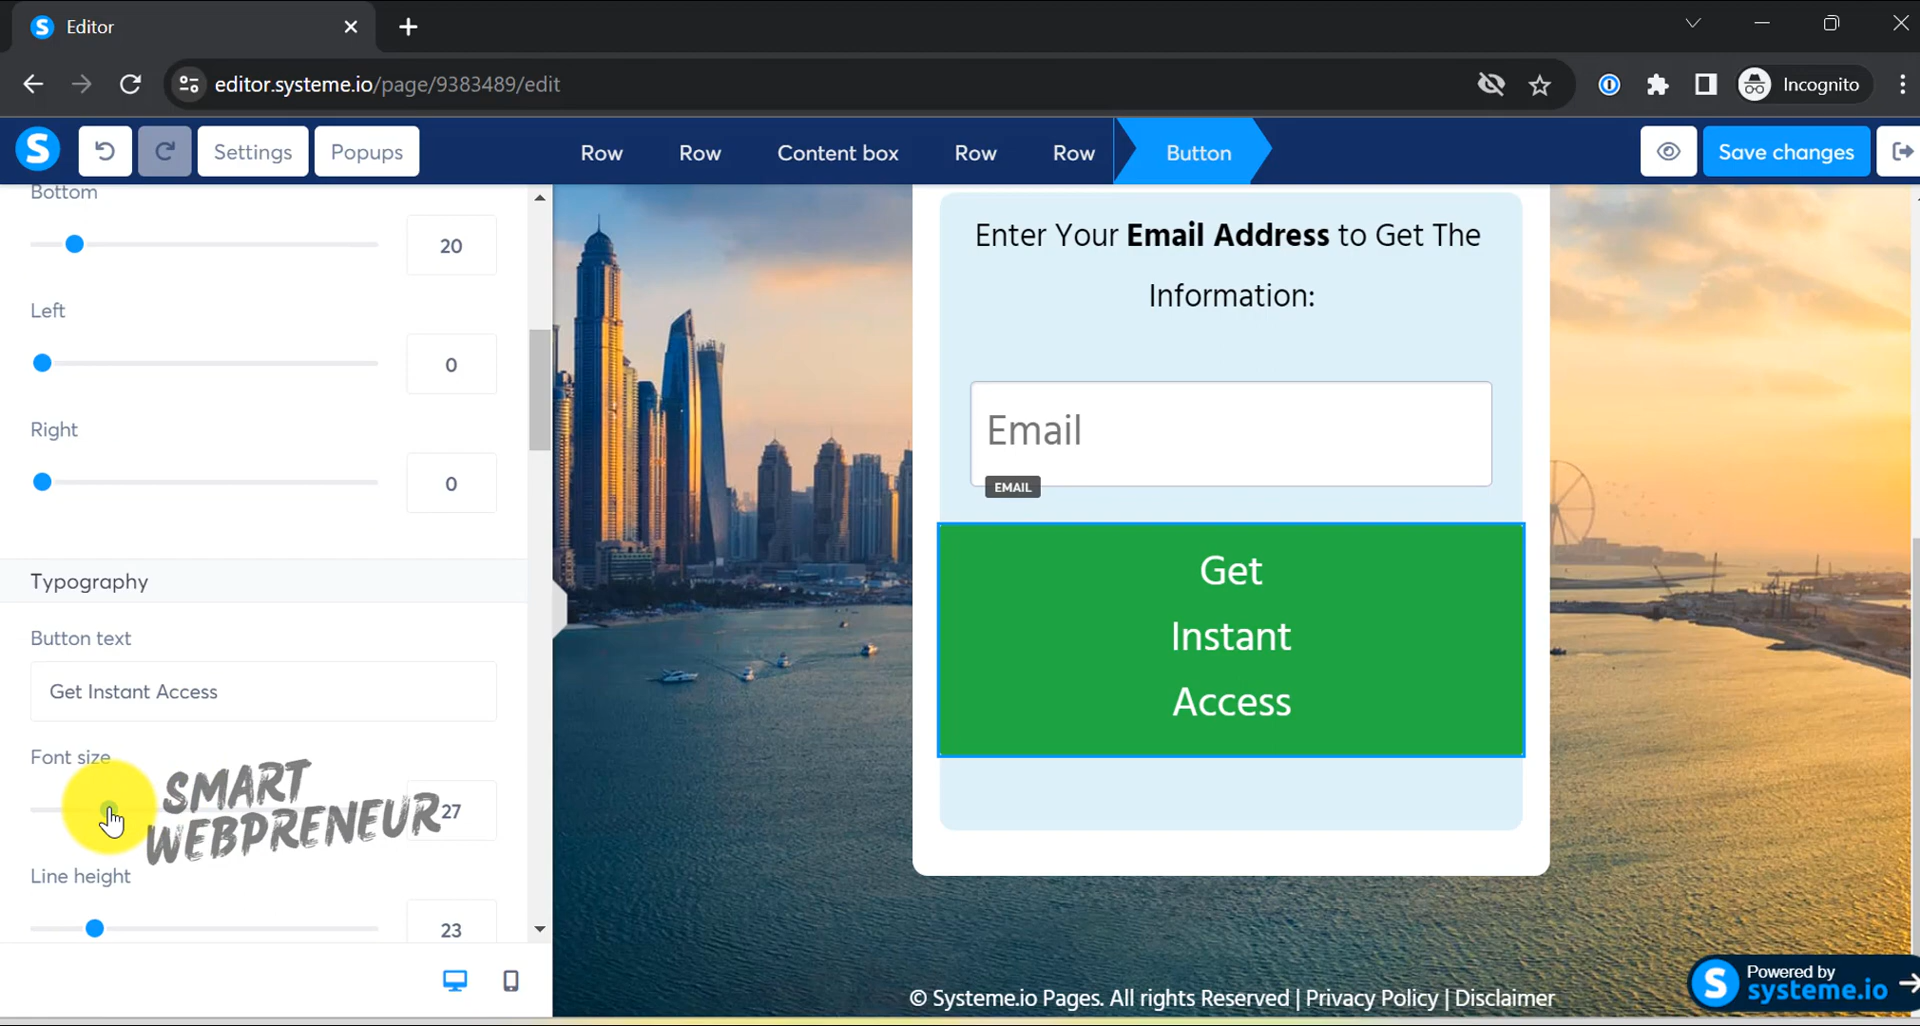 Editor
editor.systeme.io/page/9383489/edit
Incognito
Settings
Popups
Row
Row
Content box
Row
Row
Button
Save changes
Bottom
20
Left
0
Right
0
Typography
Button text
Get Instant Access
Font size
27
Line height
23
SMART
WEBPRENEUR
Enter Your Email Address to Get The
Information:
Email
EMAIL
Get
Instant
Access
© Systeme.io Pages. All rights Reserved | Privacy Policy | Disclaimer
Powered by
systeme.io